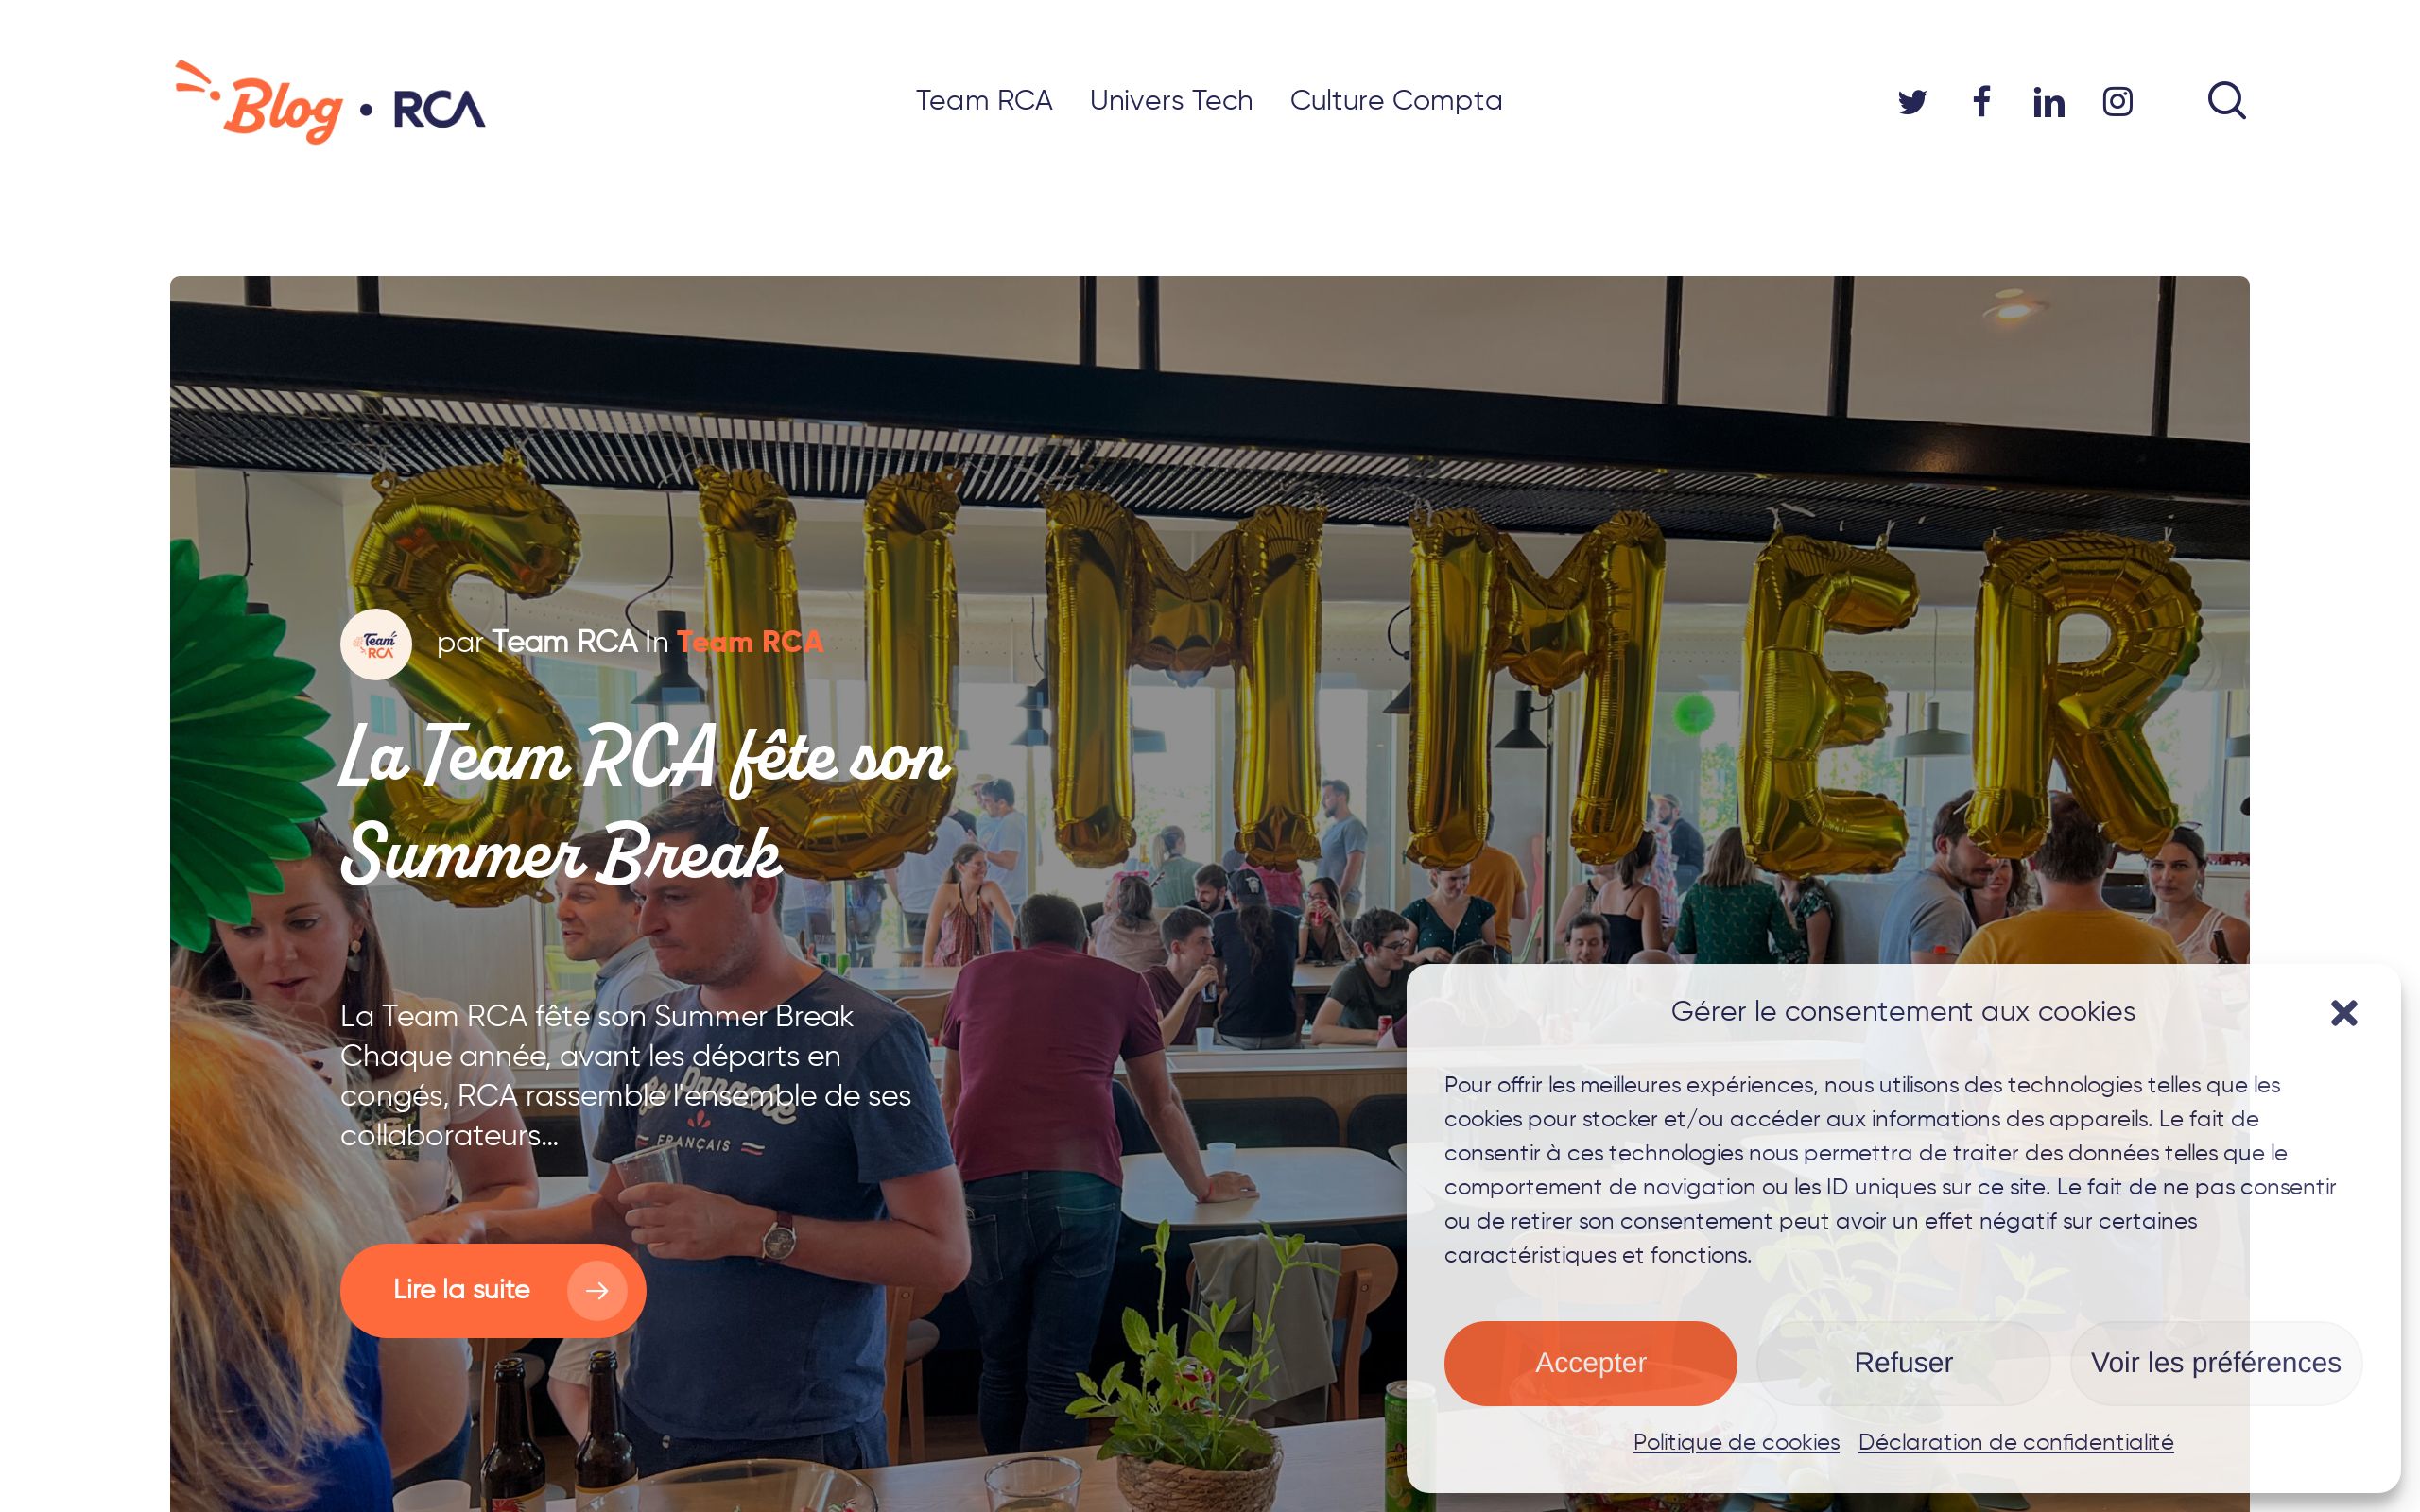 Blog • RCA
Team RCA Univers Tech Culture Compta
SUMMER
Team RCA
par Team RCA In Team RCA
La Team RCA fête son
Summer Break
La Team RCA fête son Summer Break
Chaque année, avant les départs en
congés, RCA rassemble l'ensemble de ses
collaborateurs...
Le Panache
FRANÇAIS
Lire la suite
Gérer le consentement aux cookies
Pour offrir les meilleures expériences, nous utilisons des technologies telles que les
cookies pour stocker et/ou accéder aux informations des appareils. Le fait de
consentir à ces technologies nous permettra de traiter des données telles que le
comportement de navigation ou les ID uniques sur ce site. Le fait de ne pas consentir
ou de retirer son consentement peut avoir un effet négatif sur certaines
caractéristiques et fonctions.
Accepter Refuser Voir les préférences
Politique de cookies Déclaration de confidentialité